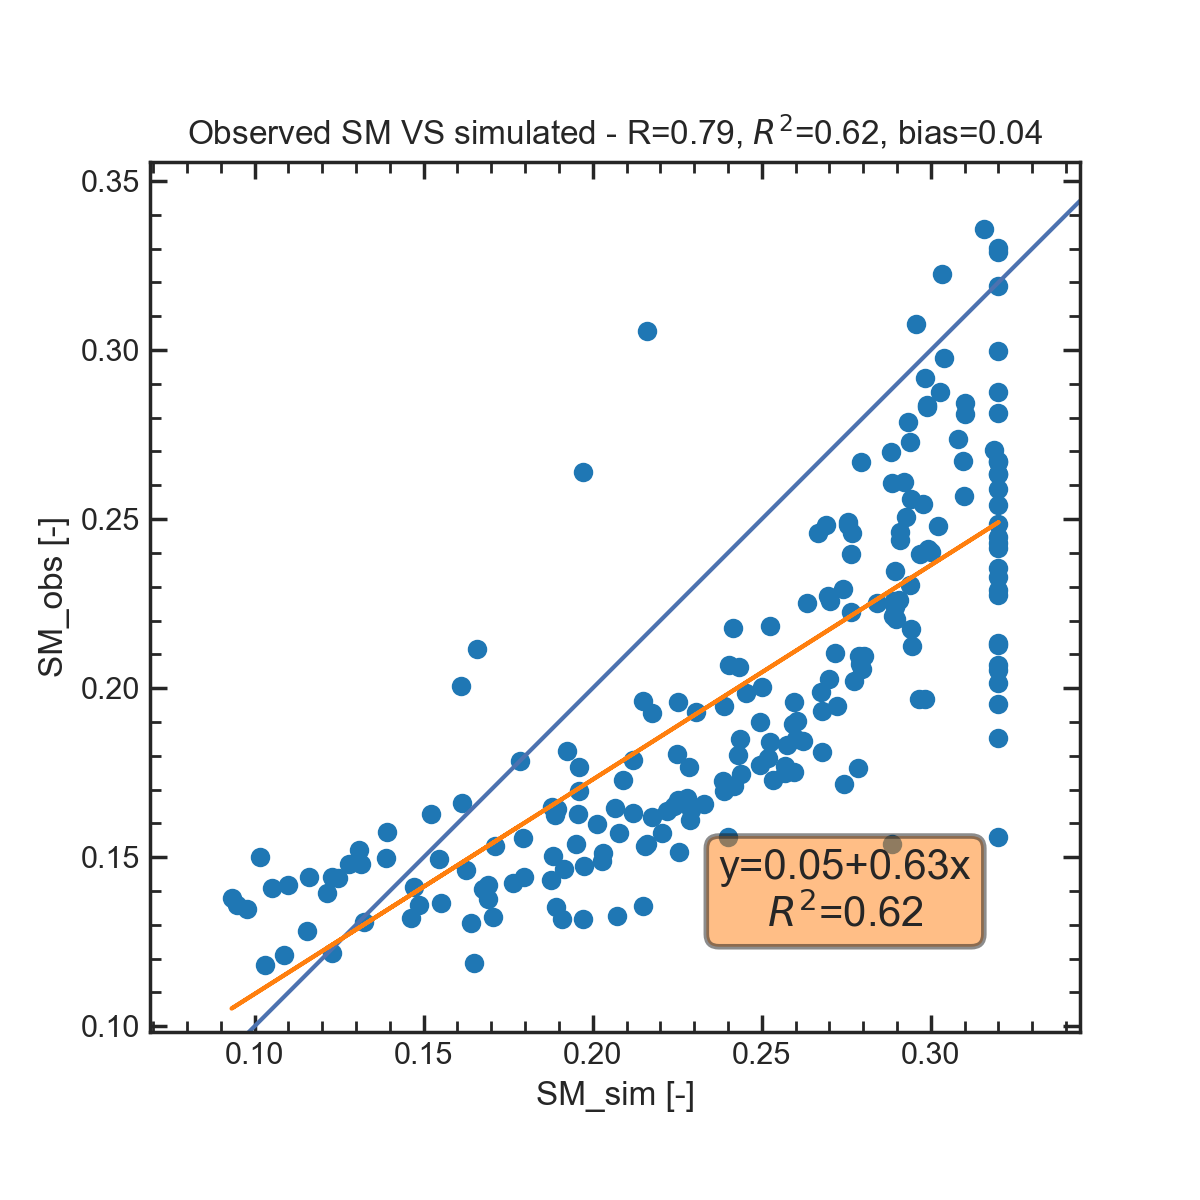 Observed SM VS simulated - R=0.79, R²=0.62, bias=0.04
0.35
0.30
0.25
0.20
0.15
0.10
SM_obs [-]
y=0.05+0.63x
R²=0.62
0.10 0.15 0.20 0.25 0.30
SM_sim [-]